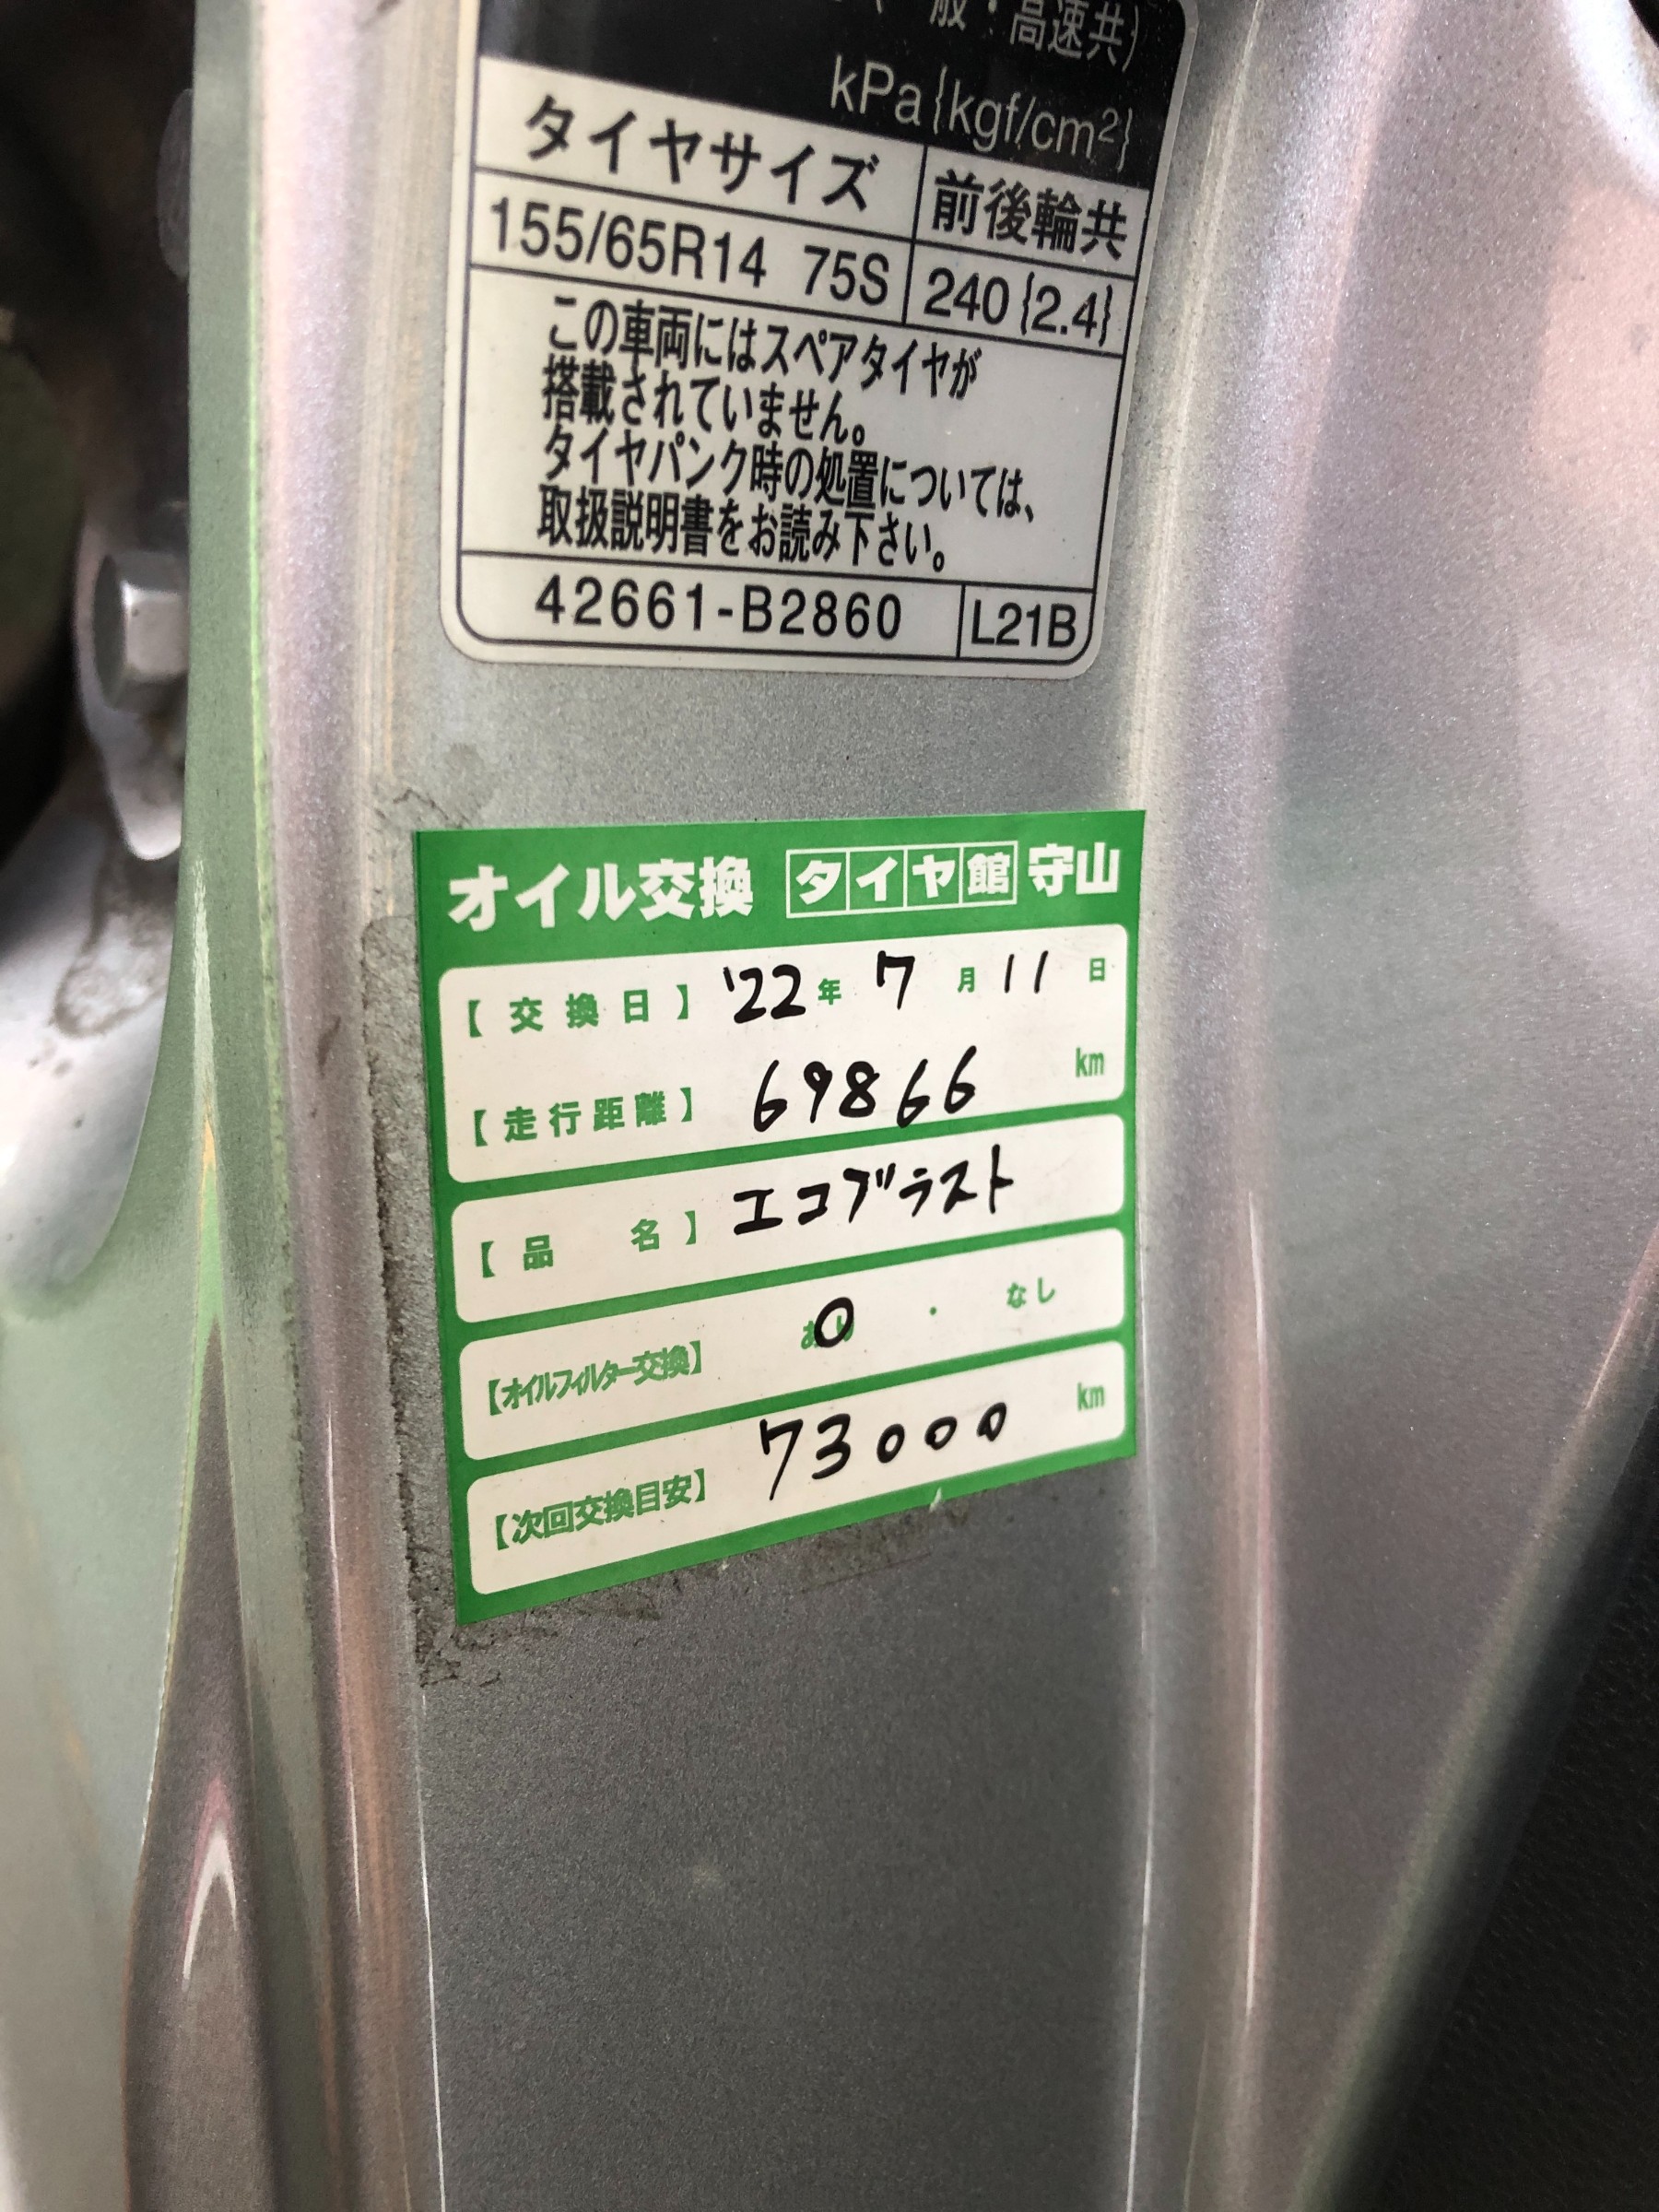 般:高速共)
kPa{kgf/cm²}
タイヤサイズ 前後輪共
155/65R14 75S 240{2.4}
この車両にはスペアタイヤが
搭載されていません。
タイヤパンク時の処置については、
取扱説明書をお読み下さい。
42661-B2860 L21B
オイル交換 タイヤ館 守山
【交換日】 '22年 7月 11日
【走行距離】 69866 km
【品名】 エコブラスト
【オイルフィルター交換】 あり ・ なし
【次回交換目安】 73000 km